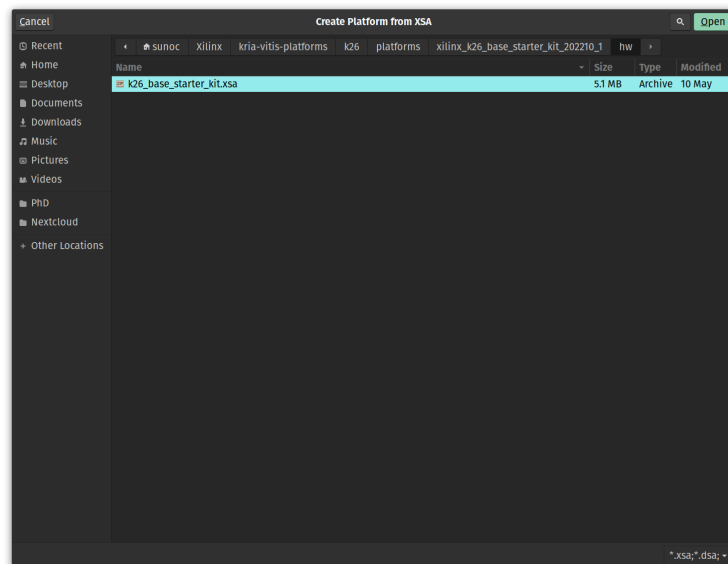 Cancel Create Platform from XSA Open
Recent
Home
Desktop
Documents
Downloads
Music
Pictures
Videos
PhD
Nextcloud
Other Locations
sunoc Xilinx kria-vitis-platforms k26 platforms xilinx_k26_base_starter_kit_202210_1 hw
Name Size Type Modified
k26_base_starter_kit.xsa 5.1 MB Archive 10 May
*.xsa;*.dsa;